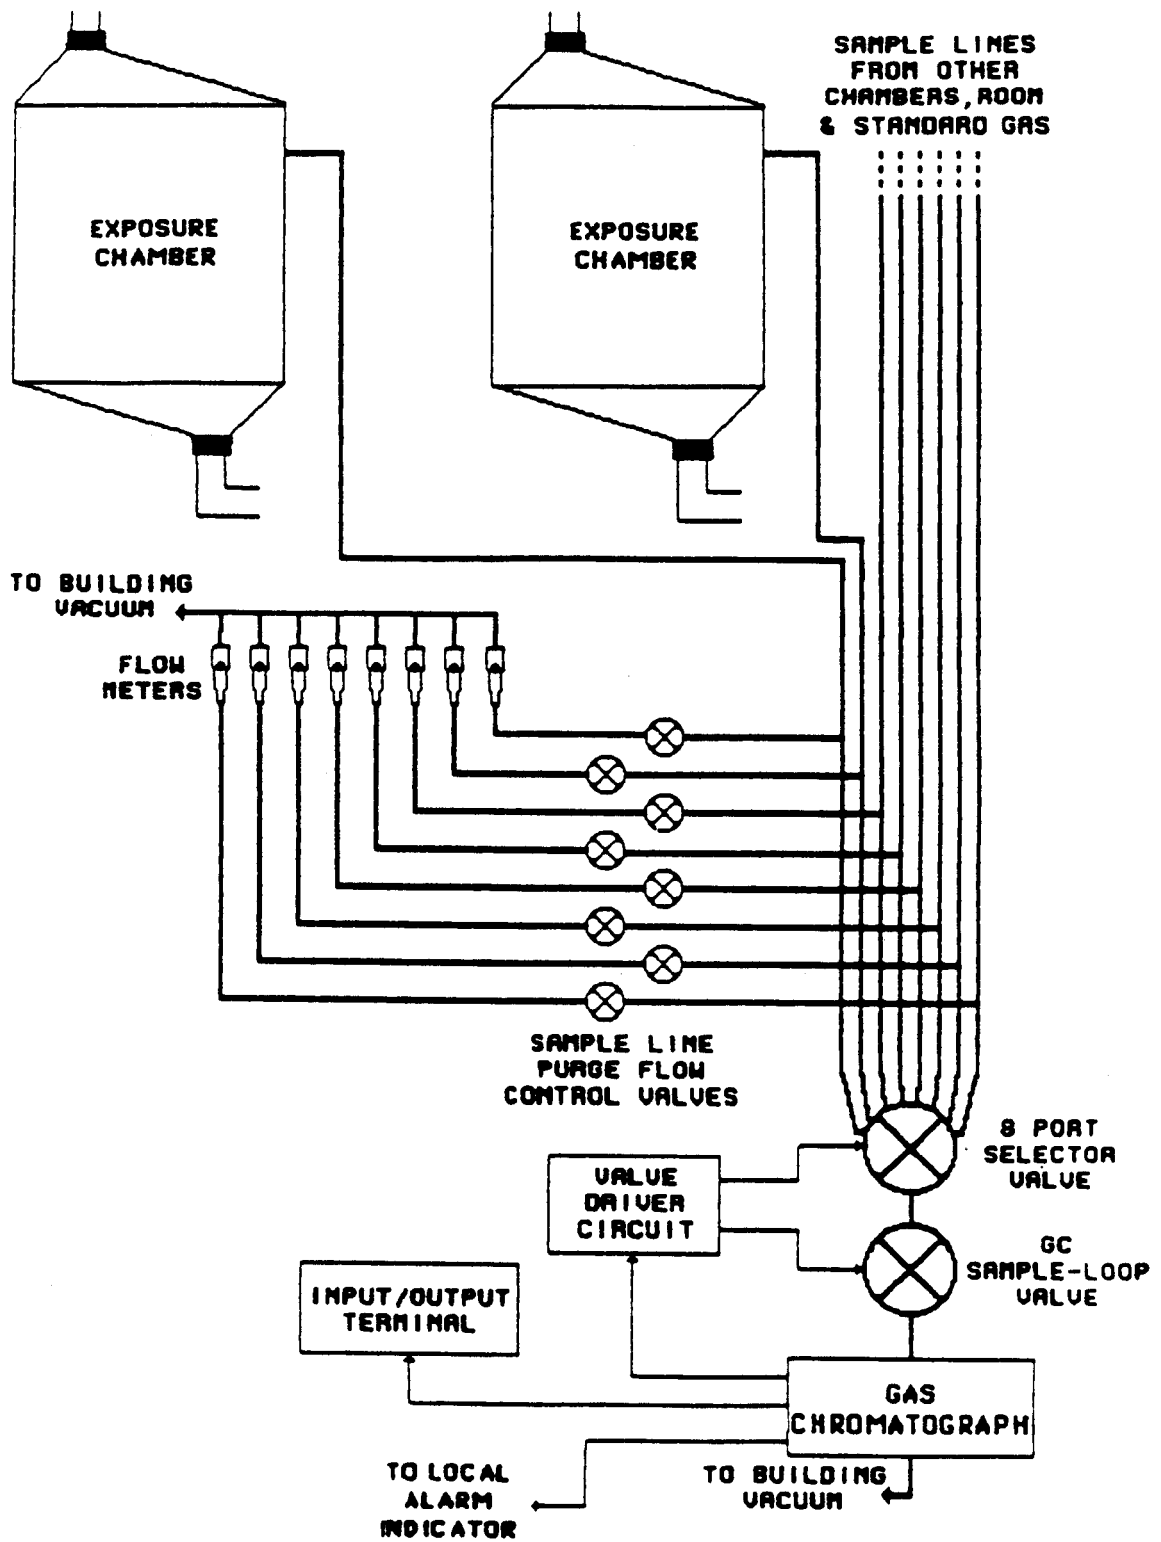 SAMPLE LINES
FROM OTHER
CHAMBERS, ROOM
& STANDARD GAS
EXPOSURE
CHAMBER
EXPOSURE
CHAMBER
TO BUILDING
VACUUM
FLOW
METERS
SAMPLE LINE
PURGE FLOW
CONTROL VALVES
8 PORT
SELECTOR
VALVE
VALVE
DRIVER
CIRCUIT
GC
SAMPLE-LOOP
VALVE
INPUT/OUTPUT
TERMINAL
GAS
CHROMATOGRAPH
TO LOCAL
ALARM
INDICATOR
TO BUILDING
VACUUM